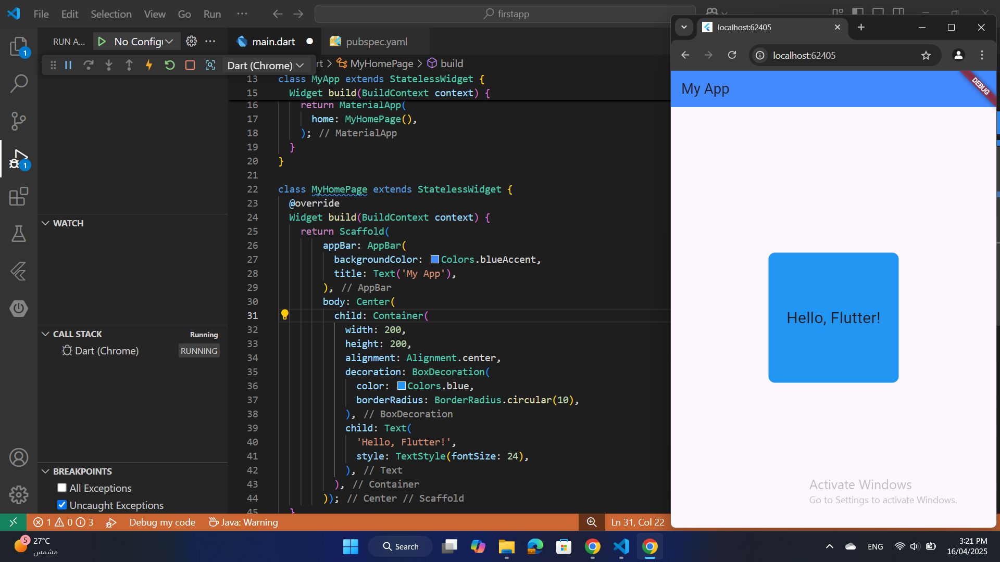 File Edit Selection View Go Run ···
firstapp
RUN A... No Config ···
main.dart
pubspec.yaml
Dart (Chrome)
rt > MyHomePage > build
13 class MyApp extends StatelessWidget {
15 Widget build(BuildContext context) {
16 return MaterialApp(
17 home: MyHomePage(),
18 ); // MaterialApp
19 }
20 }
21
22 class MyHomePage extends StatelessWidget {
23 @override
24 Widget build(BuildContext context) {
25 return Scaffold(
26 appBar: AppBar(
27 backgroundColor: Colors.blueAccent,
28 title: Text('My App'),
29 ), // AppBar
30 body: Center(
31 child: Container(
32 width: 200,
33 height: 200,
34 alignment: Alignment.center,
35 decoration: BoxDecoration(
36 color: Colors.blue,
37 borderRadius: BorderRadius.circular(10),
38 ), // BoxDecoration
39 child: Text(
40 'Hello, Flutter!',
41 style: TextStyle(fontSize: 24),
42 ), // Text
43 ), // Container
44 )); // Center // Scaffold
45 }
1
1
WATCH
CALL STACK Running
Dart (Chrome) RUNNING
BREAKPOINTS
All Exceptions
Uncaught Exceptions
1 0 3 Debug my code Java: Warning
Ln 31, Col 22
localhost:62405
localhost:62405
My App
DEBUG
Hello, Flutter!
Activate Windows
Go to Settings to activate Windows.
5
27°C
مشمس
Search
ENG
3:21 PM
16/04/2025